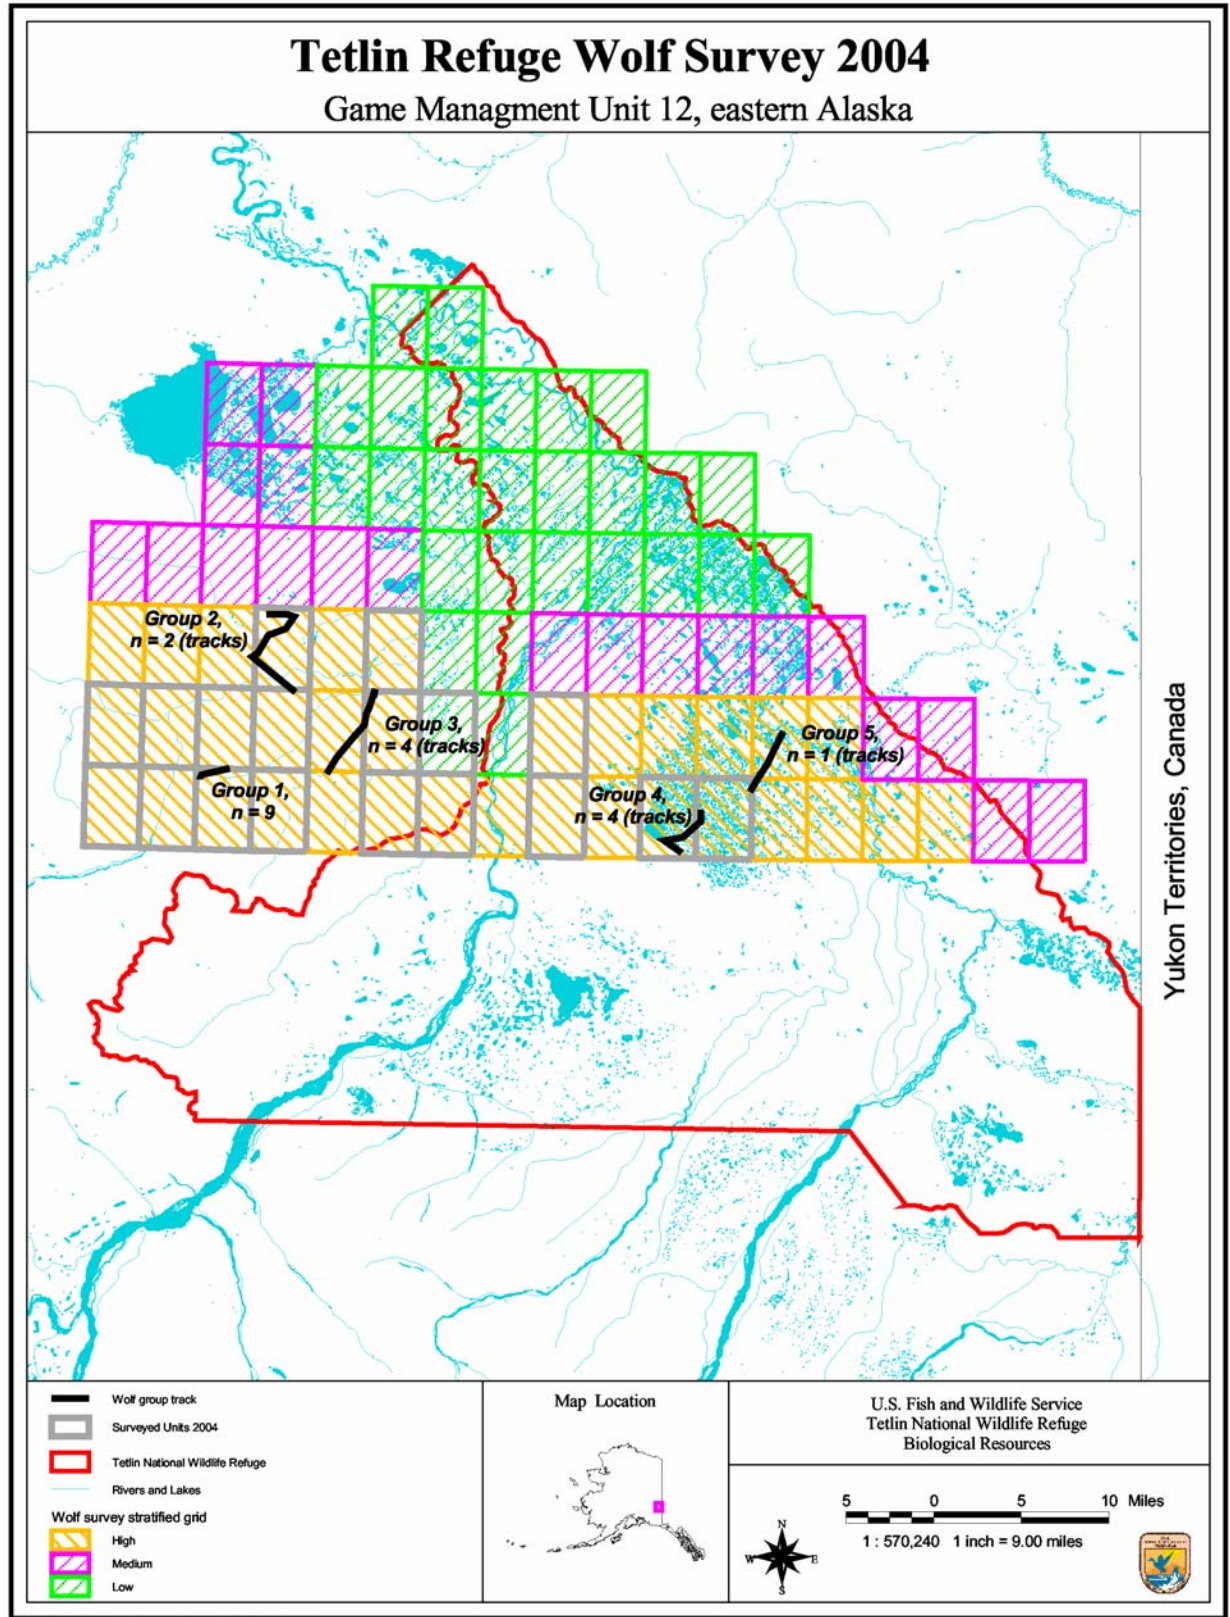 Tetlin Refuge Wolf Survey 2004
Game Managment Unit 12, eastern Alaska
Group 2,
n = 2 (tracks)
Group 3,
n = 4 (tracks)
Group 5,
n = 1 (tracks)
Group 1,
n = 9
Group 4,
n = 4 (tracks)
Yukon Territories, Canada
Wolf group track
Surveyed Units 2004
Tetlin National Wildlife Refuge
Rivers and Lakes
Wolf survey stratified grid
High
Medium
Low
Map Location
U.S. Fish and Wildlife Service
Tetlin National Wildlife Refuge
Biological Resources
5 0 5 10 Miles
1 : 570,240 1 inch = 9.00 miles
N
W E
S